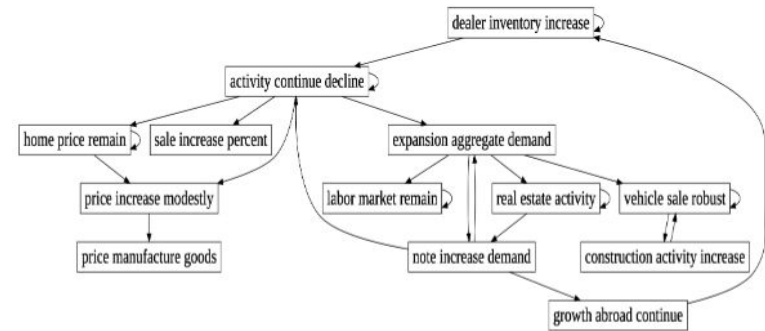 dealer inventory increase
activity continue decline
home price remain
sale increase percent
expansion aggregate demand
price increase modestly
labor market remain
real estate activity
vehicle sale robust
price manufacture goods
note increase demand
construction activity increase
growth abroad continue